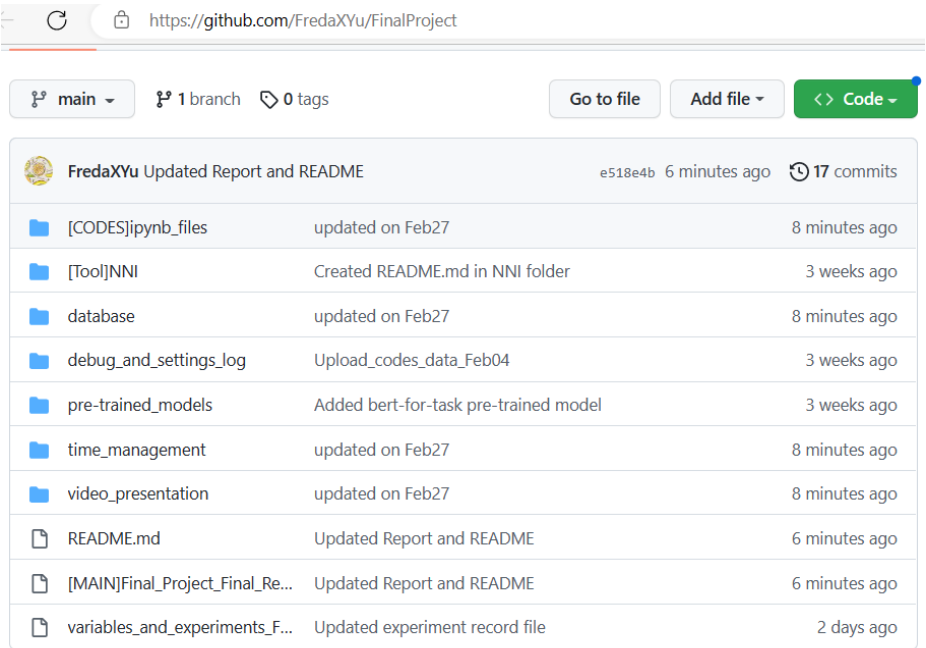 https://github.com/FredaXYu/FinalProject
main 1 branch 0 tags Go to file Add file <> Code
FredaXYu Updated Report and README e518e4b 6 minutes ago 17 commits
[CODES]ipynb_files updated on Feb27 8 minutes ago
[Tool]NNI Created README.md in NNI folder 3 weeks ago
database updated on Feb27 8 minutes ago
debug_and_settings_log Upload_codes_data_Feb04 3 weeks ago
pre-trained_models Added bert-for-task pre-trained model 3 weeks ago
time_management updated on Feb27 8 minutes ago
video_presentation updated on Feb27 8 minutes ago
README.md Updated Report and README 6 minutes ago
[MAIN]Final_Project_Final_Re... Updated Report and README 6 minutes ago
variables_and_experiments_F... Updated experiment record file 2 days ago